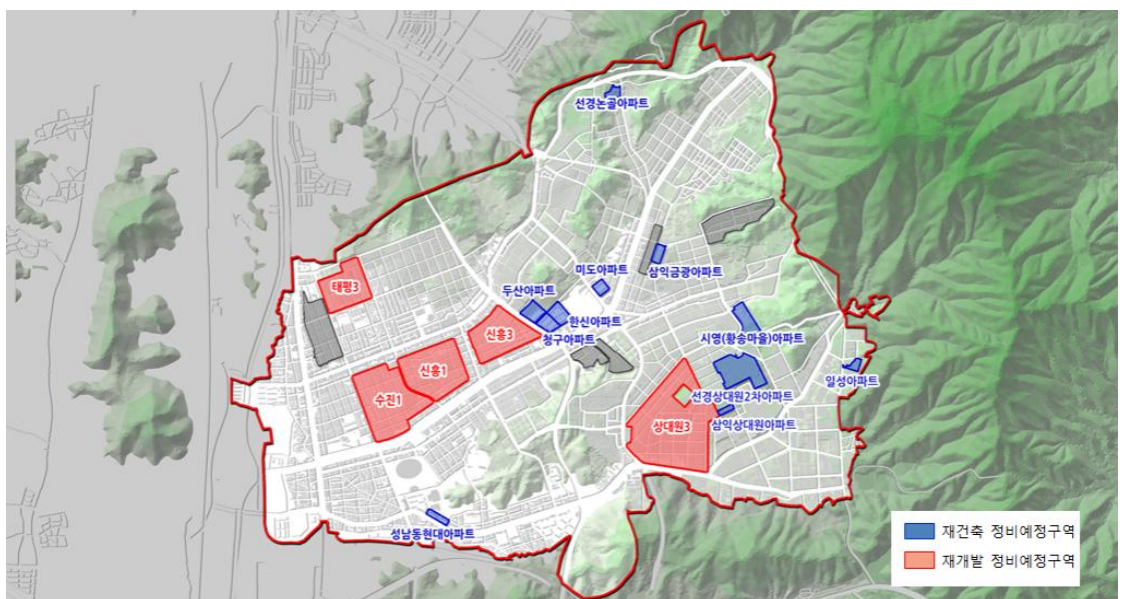 선경논골아파트
미도아파트
삼익금광아파트
태평3
두산아파트
한신아파트
신흥3
청구아파트
시영(황송마을)아파트
신흥1
일성아파트
수진1
선경상대원2차아파트
상대원3
삼익상대원아파트
성남동현대아파트
재건축 정비예정구역
재개발 정비예정구역